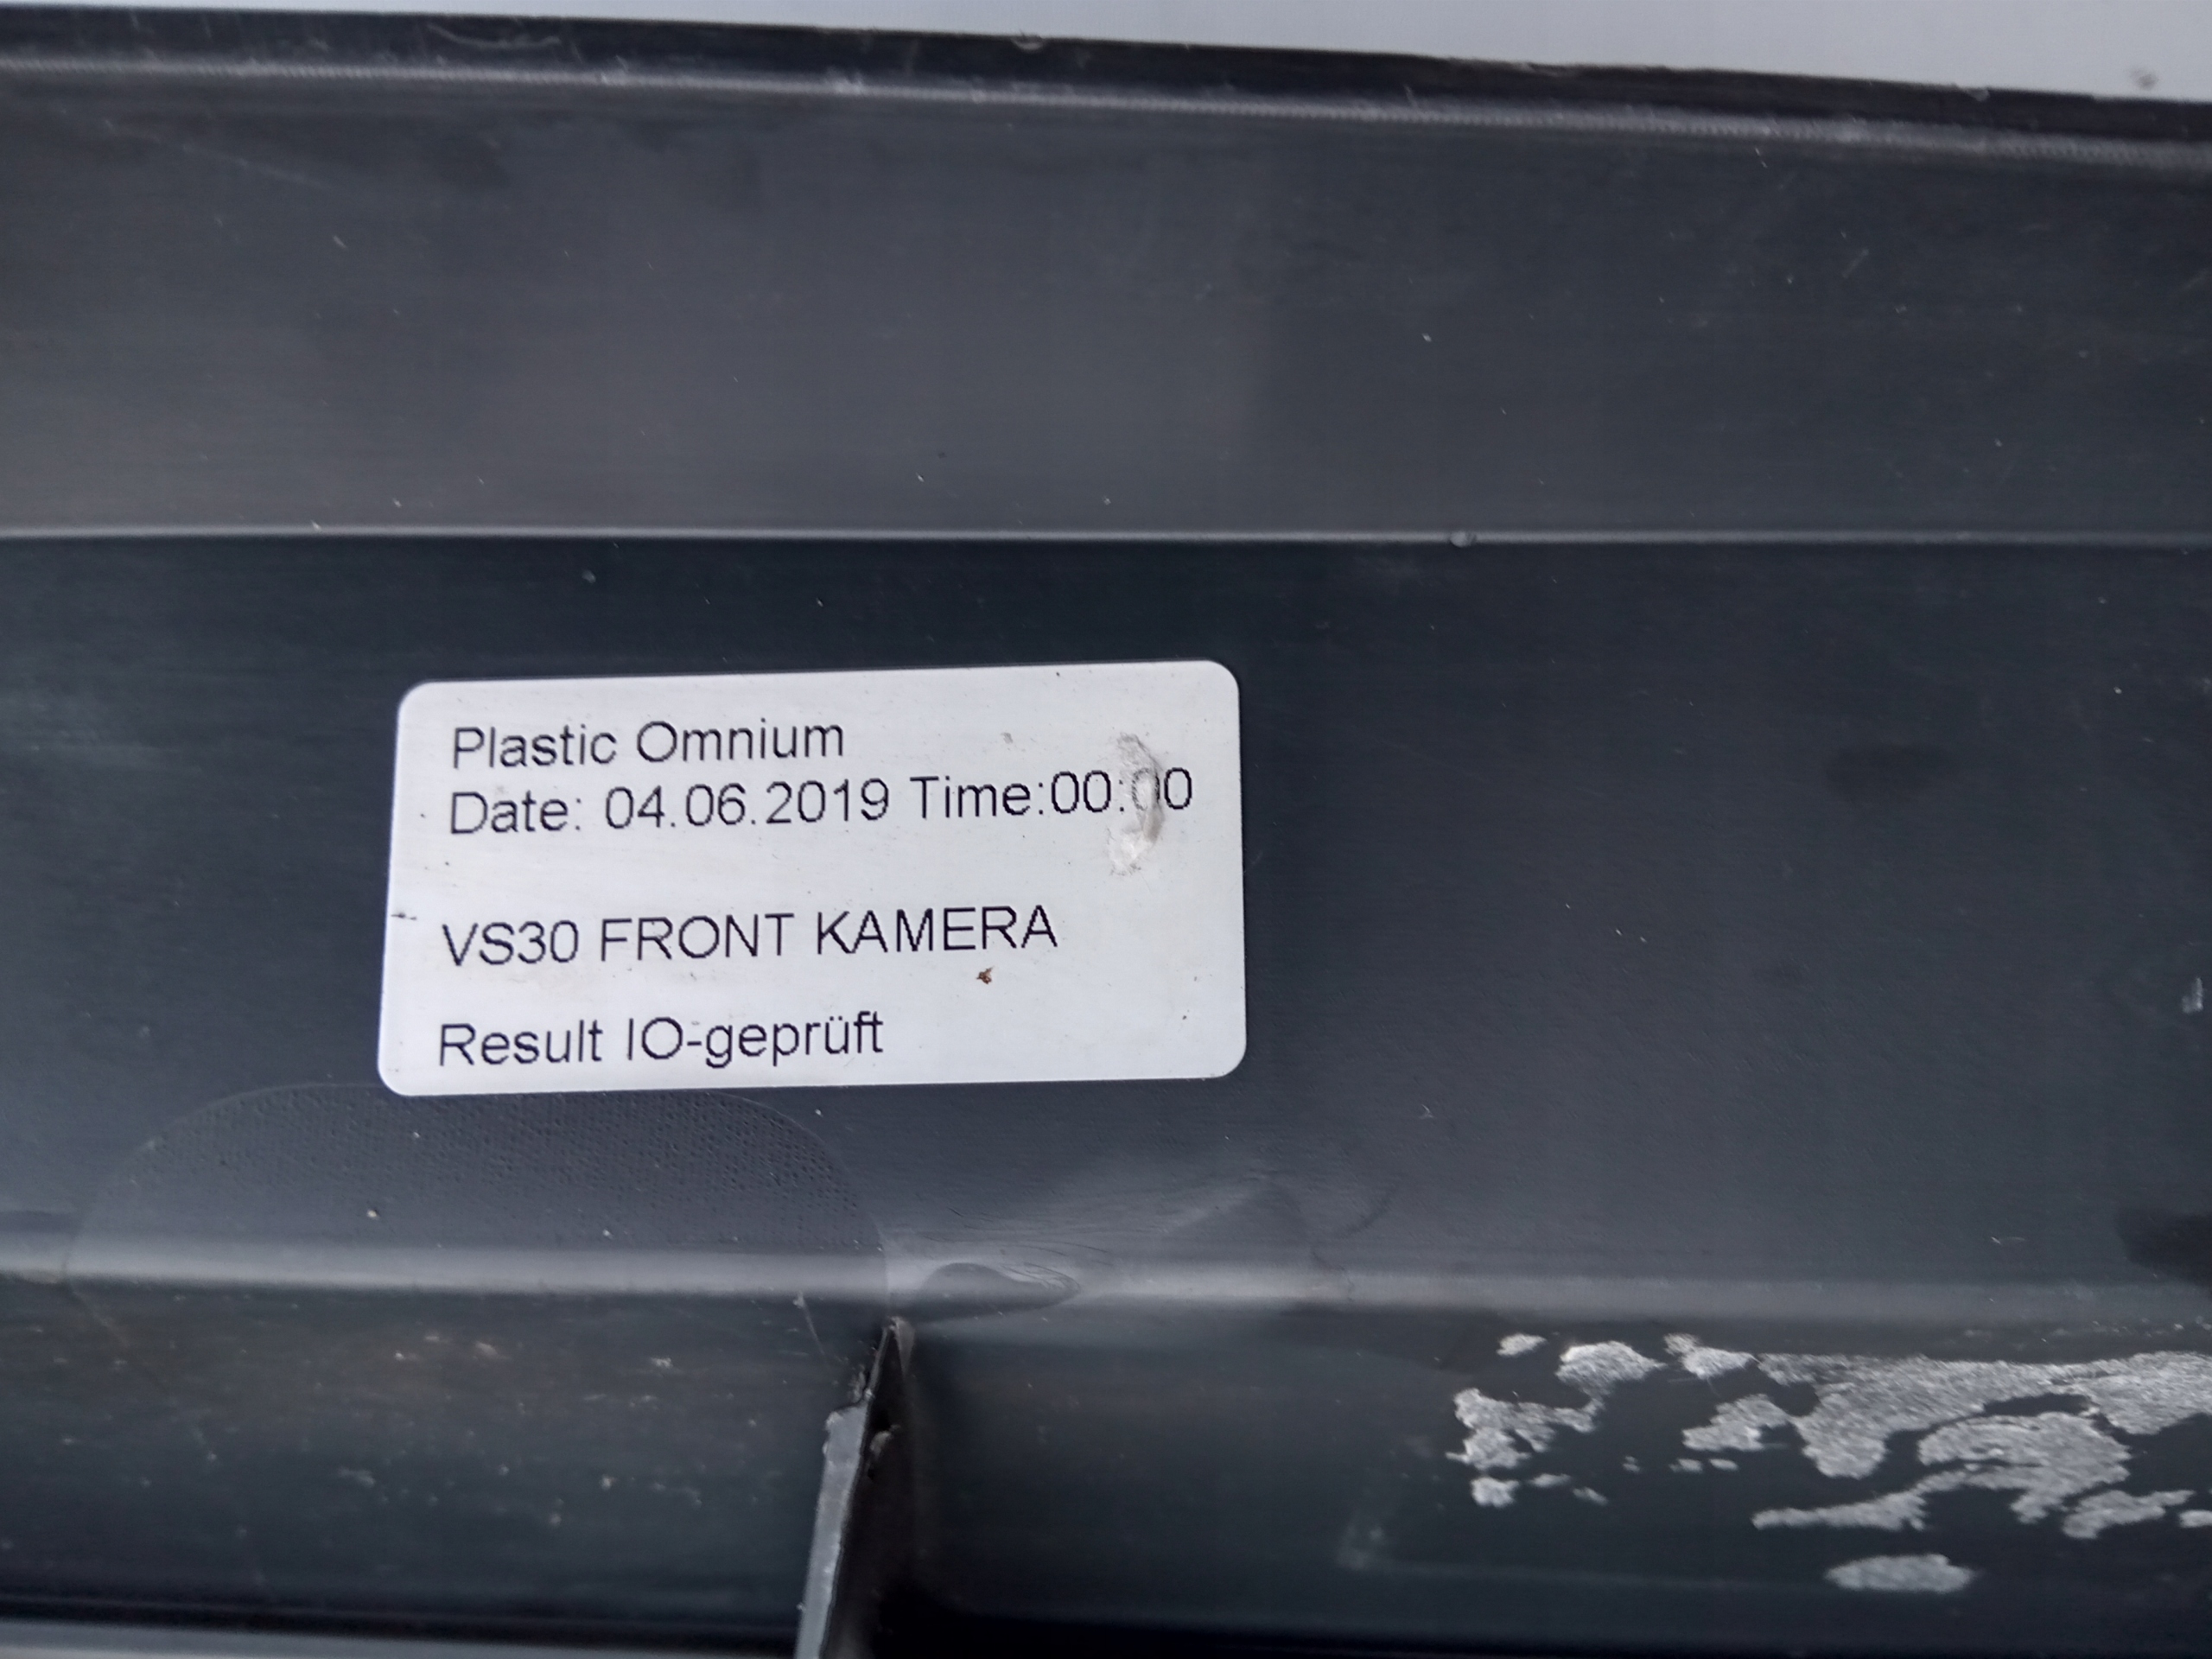 Plastic Omnium
Date: 04.06.2019 Time:00:00
VS30 FRONT KAMERA
Result IO-geprüft